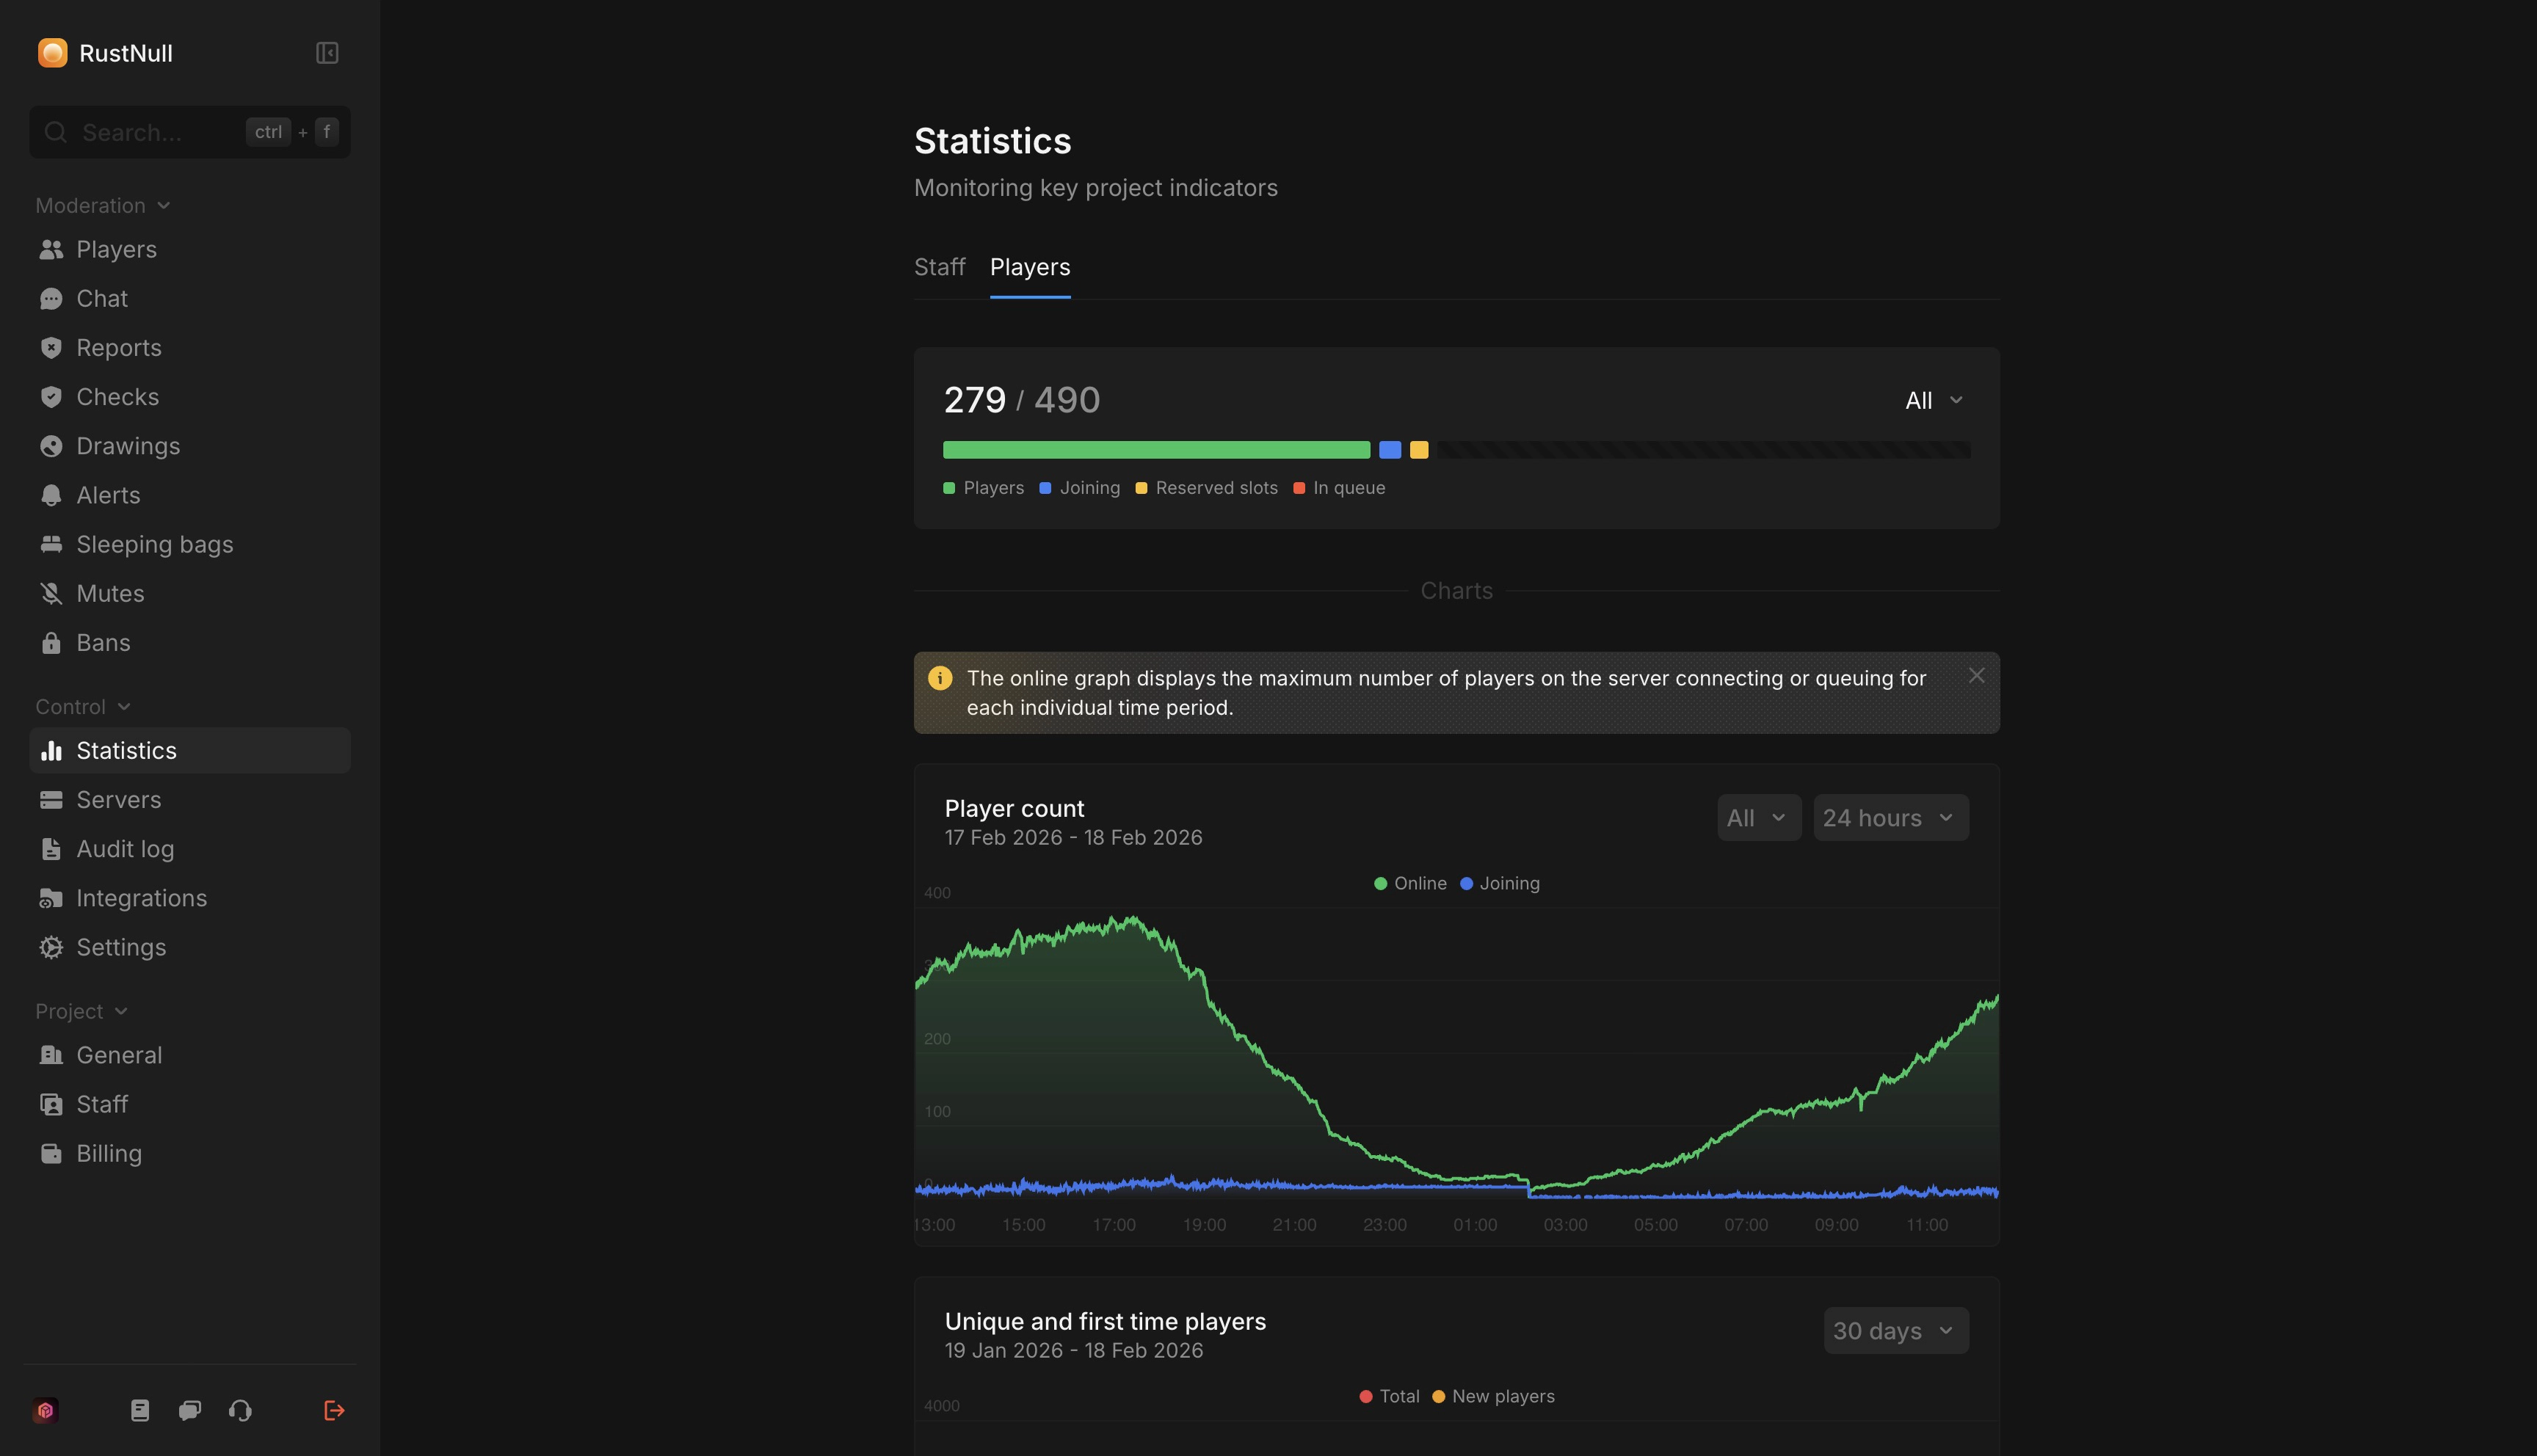 RustNull
Search...
ctrl + f
Moderation
Players
Chat
Reports
Checks
Drawings
Alerts
Sleeping bags
Mutes
Bans
Control
Statistics
Servers
Audit log
Integrations
Settings
Project
General
Staff
Billing
Statistics
Monitoring key project indicators
Staff Players
279 / 490
All
Players Joining Reserved slots In queue
Charts
The online graph displays the maximum number of players on the server connecting or queuing for
each individual time period.
Player count
17 Feb 2026 - 18 Feb 2026
All
24 hours
Online Joining
400
200
100
0
13:00 15:00 17:00 19:00 21:00 23:00 01:00 03:00 05:00 07:00 09:00 11:00
Unique and first time players
19 Jan 2026 - 18 Feb 2026
30 days
Total New players
4000